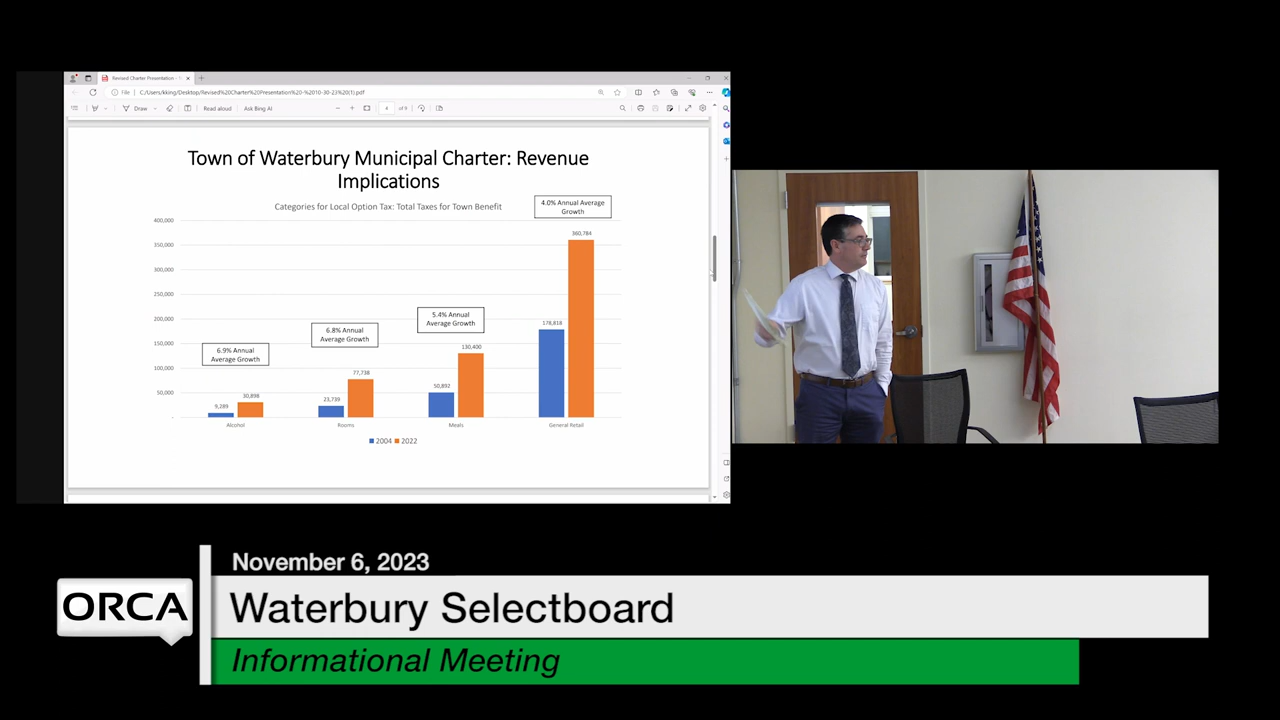 Revised Charter Presentation -
File
C:/Users/kking/Desktop/Revised%20Charter%20Presentation%20-%2010-30-23%20(1).pdf
Draw
Read aloud
Ask Bing AI
4
of 9
Town of Waterbury Municipal Charter: Revenue
Implications
Categories for Local Option Tax: Total Taxes for Town Benefit
4.0% Annual Average
Growth
400,000
350,000
300,000
250,000
200,000
150,000
100,000
50,000
-
6.9% Annual
Average Growth
6.8% Annual
Average Growth
5.4% Annual
Average Growth
9,289
30,898
23,739
77,738
50,892
130,400
178,818
360,784
Alcohol
Rooms
Meals
General Retail
2004
2022
November 6, 2023
ORCA
Waterbury Selectboard
Informational Meeting